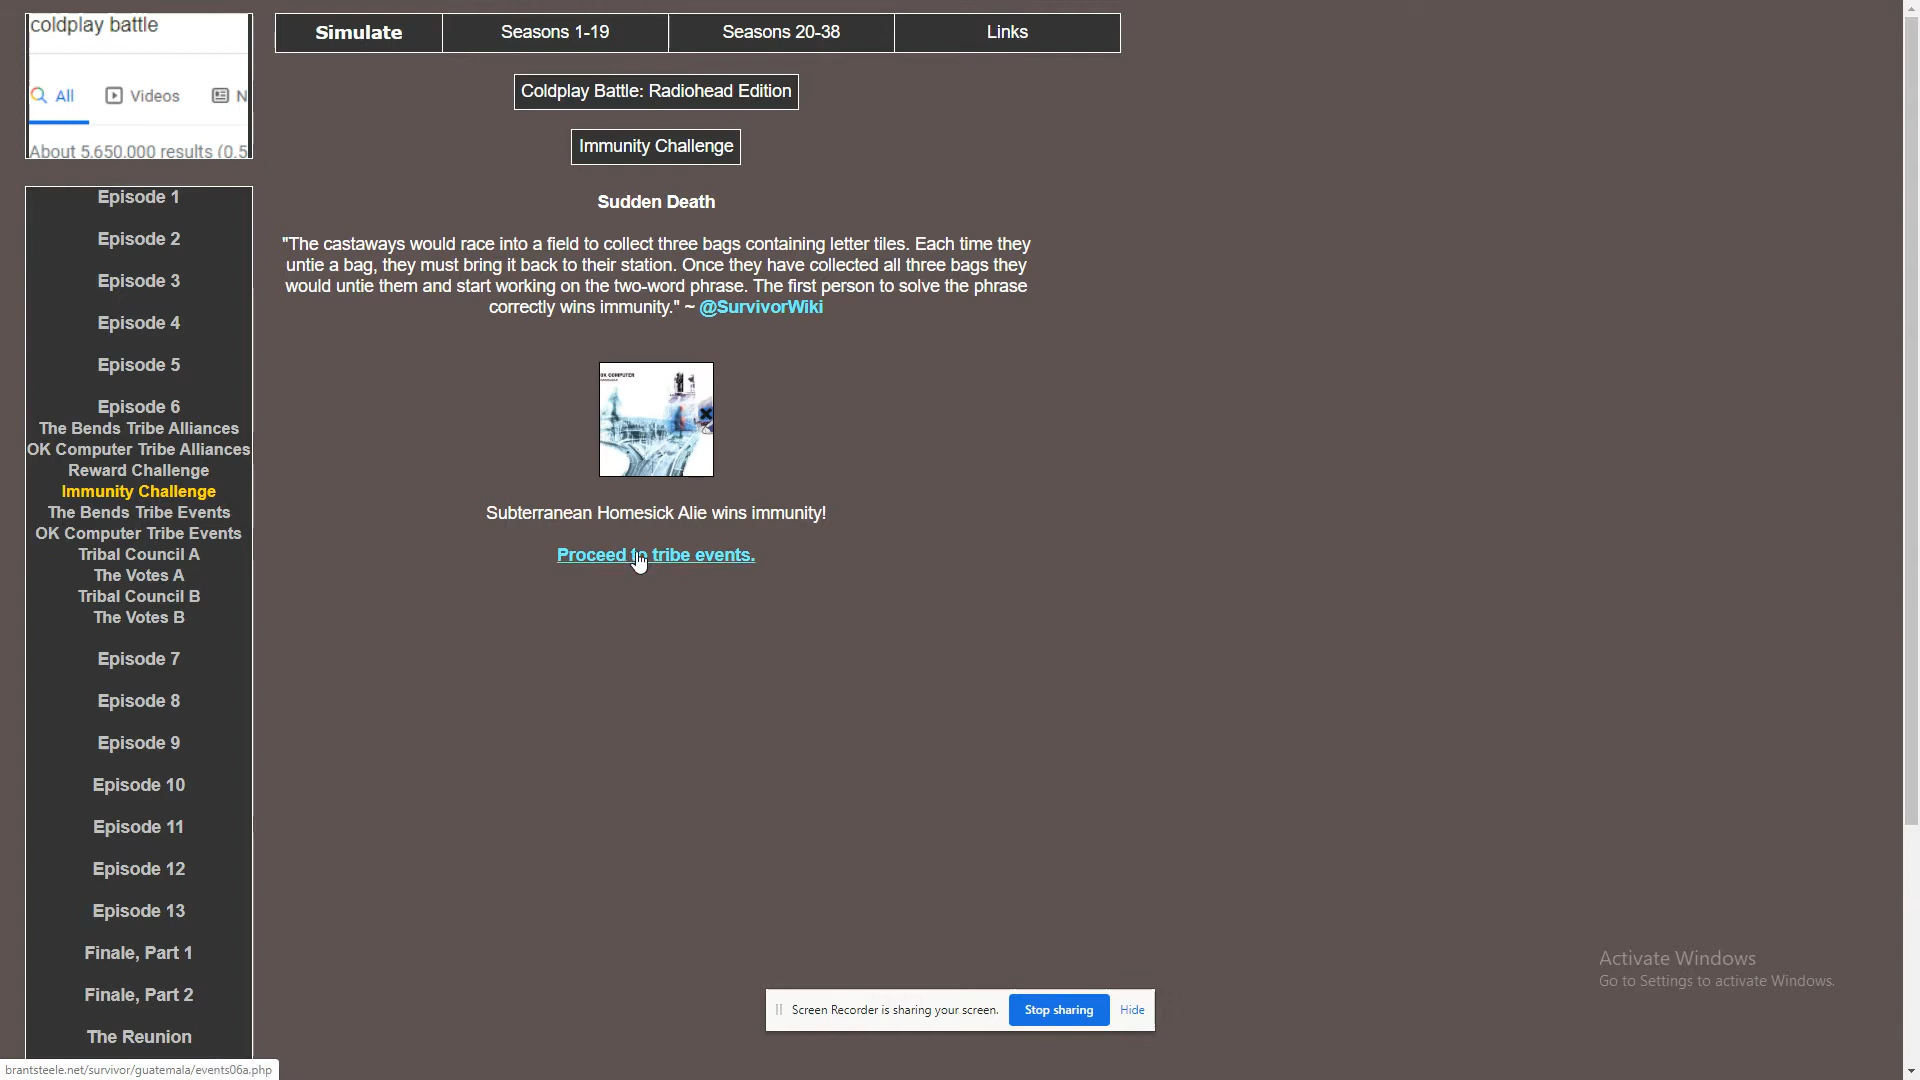 coldplay battle
All
Videos
N
About 5,650,000 results (0.5
Simulate
Seasons 1-19
Seasons 20-38
Links
Coldplay Battle: Radiohead Edition
Immunity Challenge
Sudden Death
"The castaways would race into a field to collect three bags containing letter tiles. Each time they
untie a bag, they must bring it back to their station. Once they have collected all three bags they
would untie them and start working on the two-word phrase. The first person to solve the phrase
correctly wins immunity." ~ @SurvivorWiki
OK COMPUTER
Subterranean Homesick Alie wins immunity!
Proceed to tribe events.
Episode 1
Episode 2
Episode 3
Episode 4
Episode 5
Episode 6
The Bends Tribe Alliances
OK Computer Tribe Alliances
Reward Challenge
Immunity Challenge
The Bends Tribe Events
OK Computer Tribe Events
Tribal Council A
The Votes A
Tribal Council B
The Votes B
Episode 7
Episode 8
Episode 9
Episode 10
Episode 11
Episode 12
Episode 13
Finale, Part 1
Finale, Part 2
The Reunion
Activate Windows
Go to Settings to activate Windows.
Screen Recorder is sharing your screen.
Stop sharing
Hide
brantsteele.net/survivor/guatemala/events06a.php